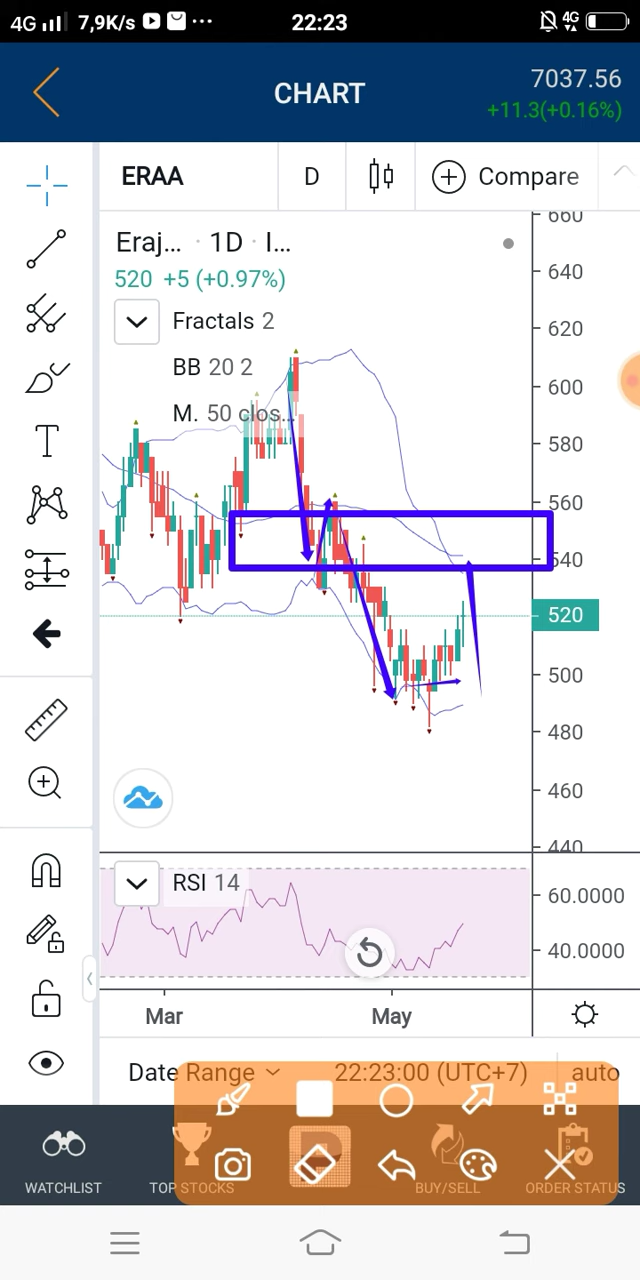 4G 7,9K/s ... 22:23 4G
CHART
7037.56
+11.3(+0.16%)
ERAA D Compare
Eraj... · 1D · I...
520 +5 (+0.97%)
Fractals 2
BB 20 2
M. 50 clos...
660
640
620
600
580
560
540
520
500
480
460
440
T
RSI 14
60.0000
40.0000
Mar May
Date Range 22:23:00 (UTC+7) auto
WATCHLIST TOP STOCKS BUY/SELL ORDER STATUS